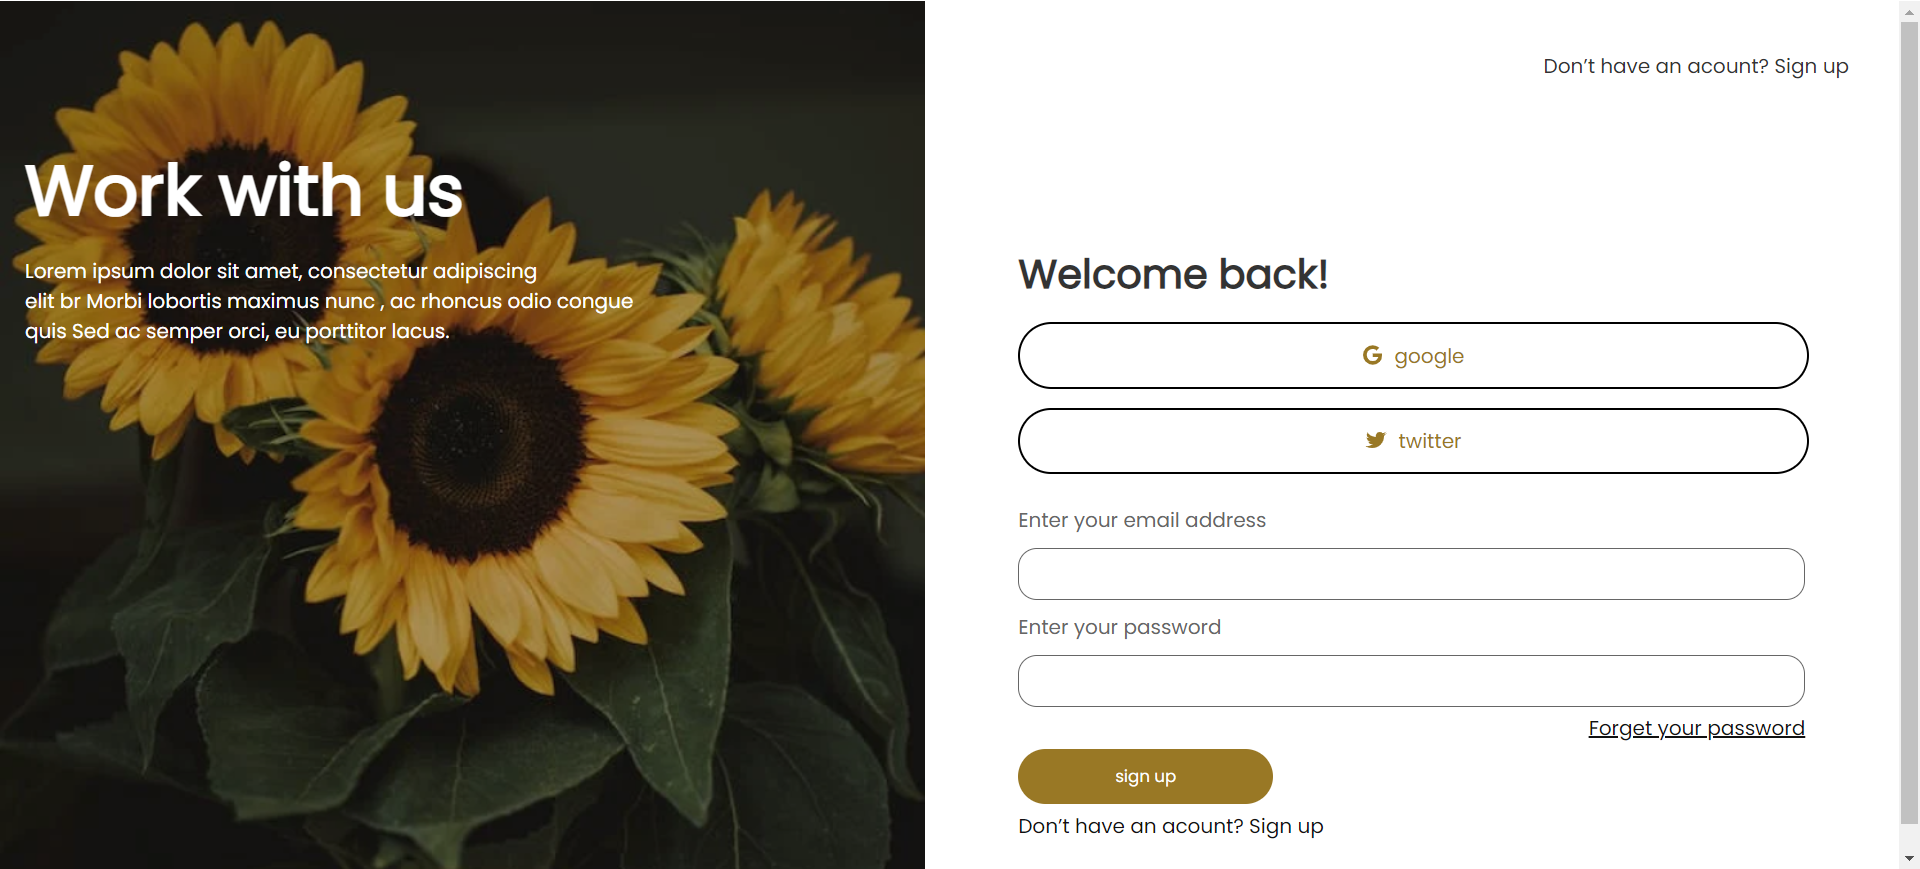 Don’t have an acount? Sign up
Work with us
Lorem ipsum dolor sit amet, consectetur adipiscing
elit br Morbi lobortis maximus nunc , ac rhoncus odio congue
quis Sed ac semper orci, eu porttitor lacus.
Welcome back!
google
twitter
Enter your email address
Enter your password
Forget your password
sign up
Don’t have an acount? Sign up